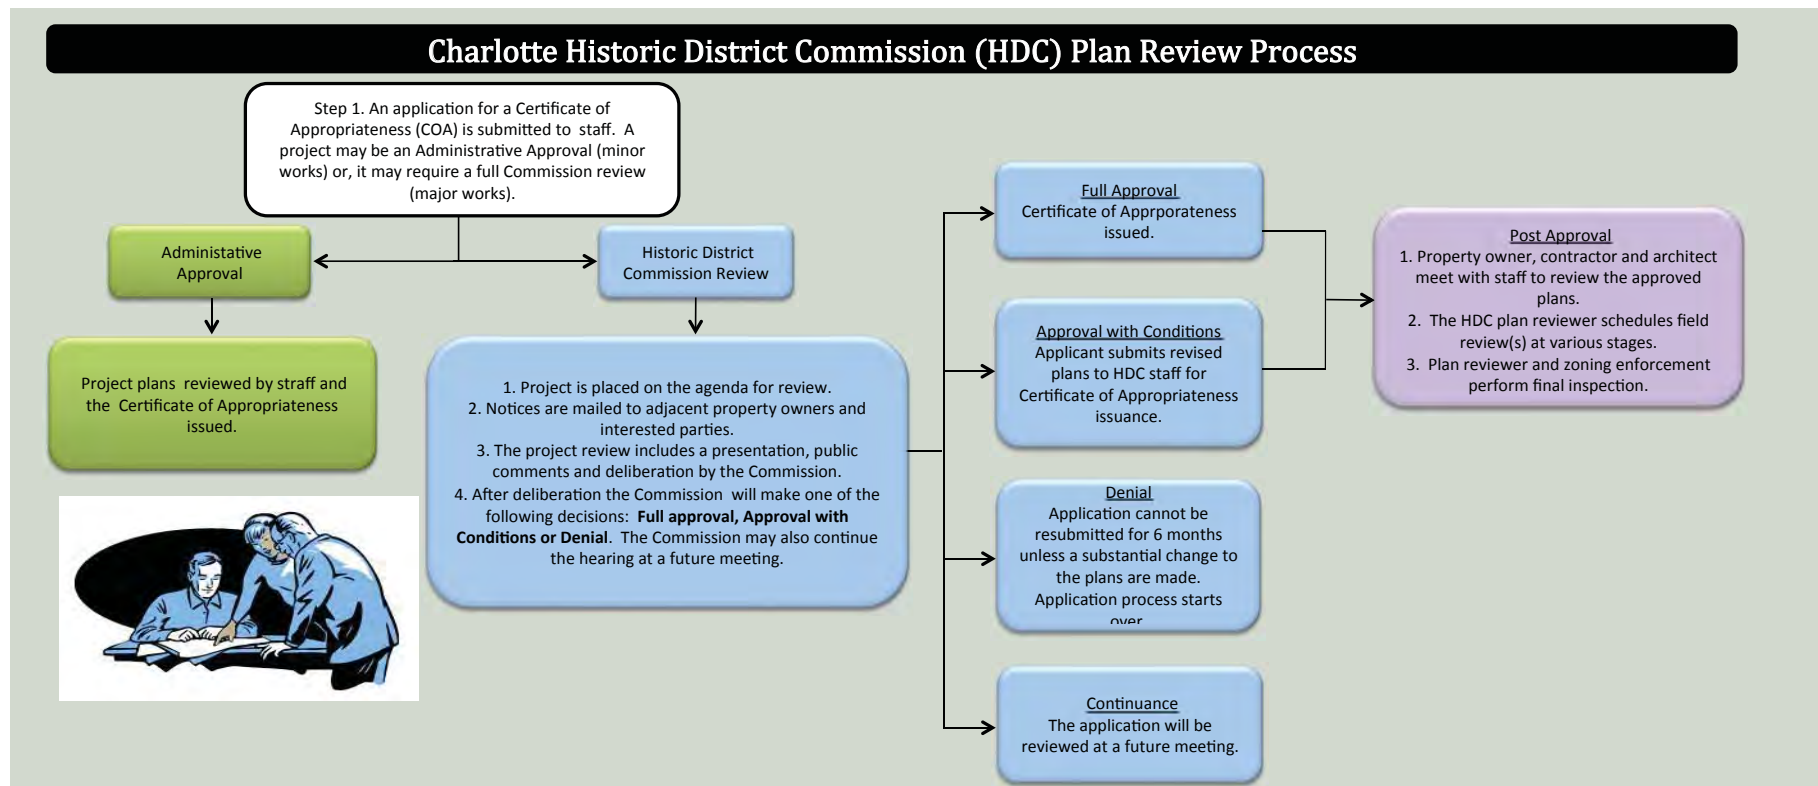 Charlotte Historic District Commission (HDC) Plan Review Process
Step 1. An application for a Certificate of
Appropriateness (COA) is submitted to staff. A
project may be an Administrative Approval (minor
works) or, it may require a full Commission review
(major works).
Administative
Approval
Project plans reviewed by straff and
the Certificate of Appropriateness
issued.
Historic District
Commission Review
1. Project is placed on the agenda for review.
2. Notices are mailed to adjacent property owners and
interested parties.
3. The project review includes a presentation, public
comments and deliberation by the Commission.
4. After deliberation the Commission will make one of the
following decisions: Full approval, Approval with
Conditions or Denial. The Commission may also continue
the hearing at a future meeting.
Full Approval
Certificate of Apprporateness
issued.
Approval with Conditions
Applicant submits revised
plans to HDC staff for
Certificate of Appropriateness
issuance.
Denial
Application cannot be
resubmitted for 6 months
unless a substantial change to
the plans are made.
Application process starts
over
Continuance
The application will be
reviewed at a future meeting.
Post Approval
1. Property owner, contractor and architect
meet with staff to review the approved
plans.
2. The HDC plan reviewer schedules field
review(s) at various stages.
3. Plan reviewer and zoning enforcement
perform final inspection.